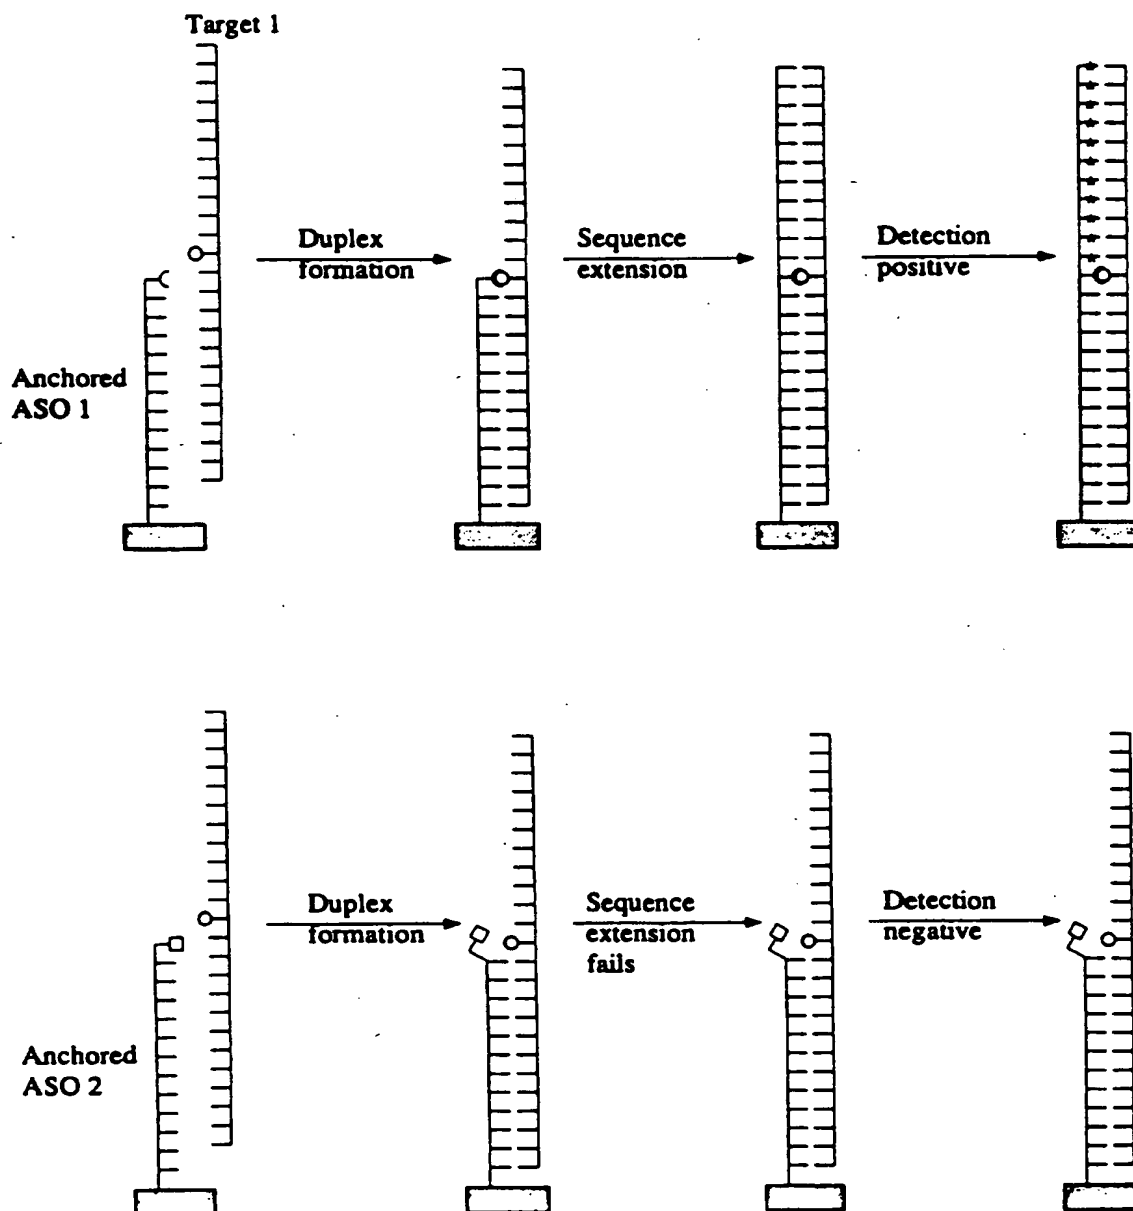 Target 1
Duplex
formation
Sequence
extension
Detection
positive
Anchored
ASO 1
Duplex
formation
Sequence
extension
fails
Detection
negative
Anchored
ASO 2